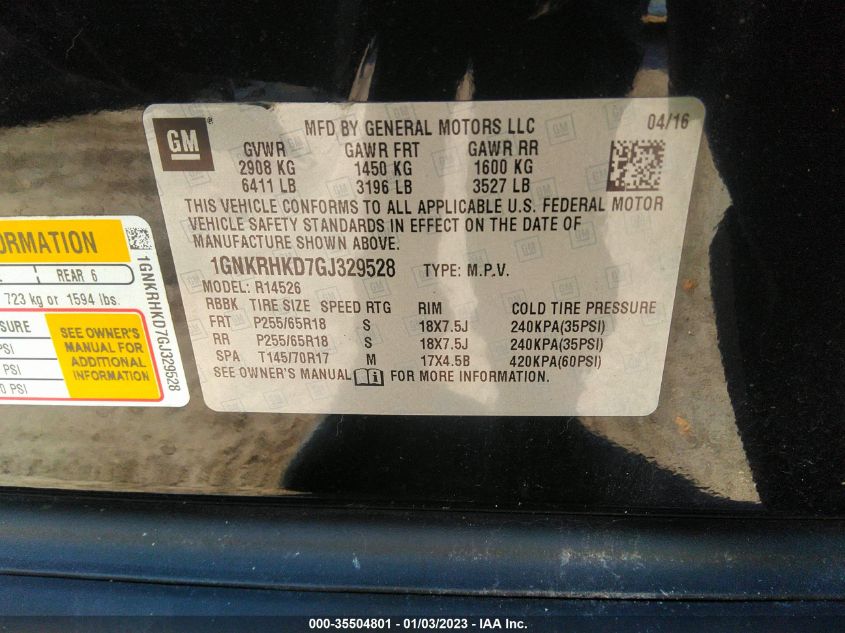 GM
MFD BY GENERAL MOTORS LLC 04/16
GVWR GAWR FRT GAWR RR
2908 KG 1450 KG 1600 KG
6411 LB 3196 LB 3527 LB
THIS VEHICLE CONFORMS TO ALL APPLICABLE U.S. FEDERAL MOTOR
VEHICLE SAFETY STANDARDS IN EFFECT ON THE DATE OF
MANUFACTURE SHOWN ABOVE.
1GNKRHKD7GJ329528 TYPE: M.P.V.
MODEL: R14526
RBBK TIRE SIZE SPEED RTG RIM COLD TIRE PRESSURE
FRT P255/65R18 S 18X7.5J 240KPA(35PSI)
RR P255/65R18 S 18X7.5J 240KPA(35PSI)
SPA T145/70R17 M 17X4.5B 420KPA(60PSI)
SEE OWNER'S MANUAL FOR MORE INFORMATION.
REAR 6
723 kg or 1594 lbs.
SEE OWNER'S
MANUAL FOR
ADDITIONAL
INFORMATION
PSI
PSI
1GNKRHKD7GJ329528
000-35504801 - 01/03/2023 - IAA Inc.